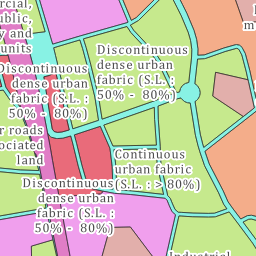 rcial,
ublic,
y and
units
Discontinuous
dense urban
fabric (S.L. :
50% - 80%)
Discontinuous
dense urban
fabric (S.L. :
50% - 80%)
r roads
ociated
land
Continuous
urban fabric
(S.L. : > 80%)
Discontinuous
dense urban
fabric (S.L. :
50% - 80%)
Industrial